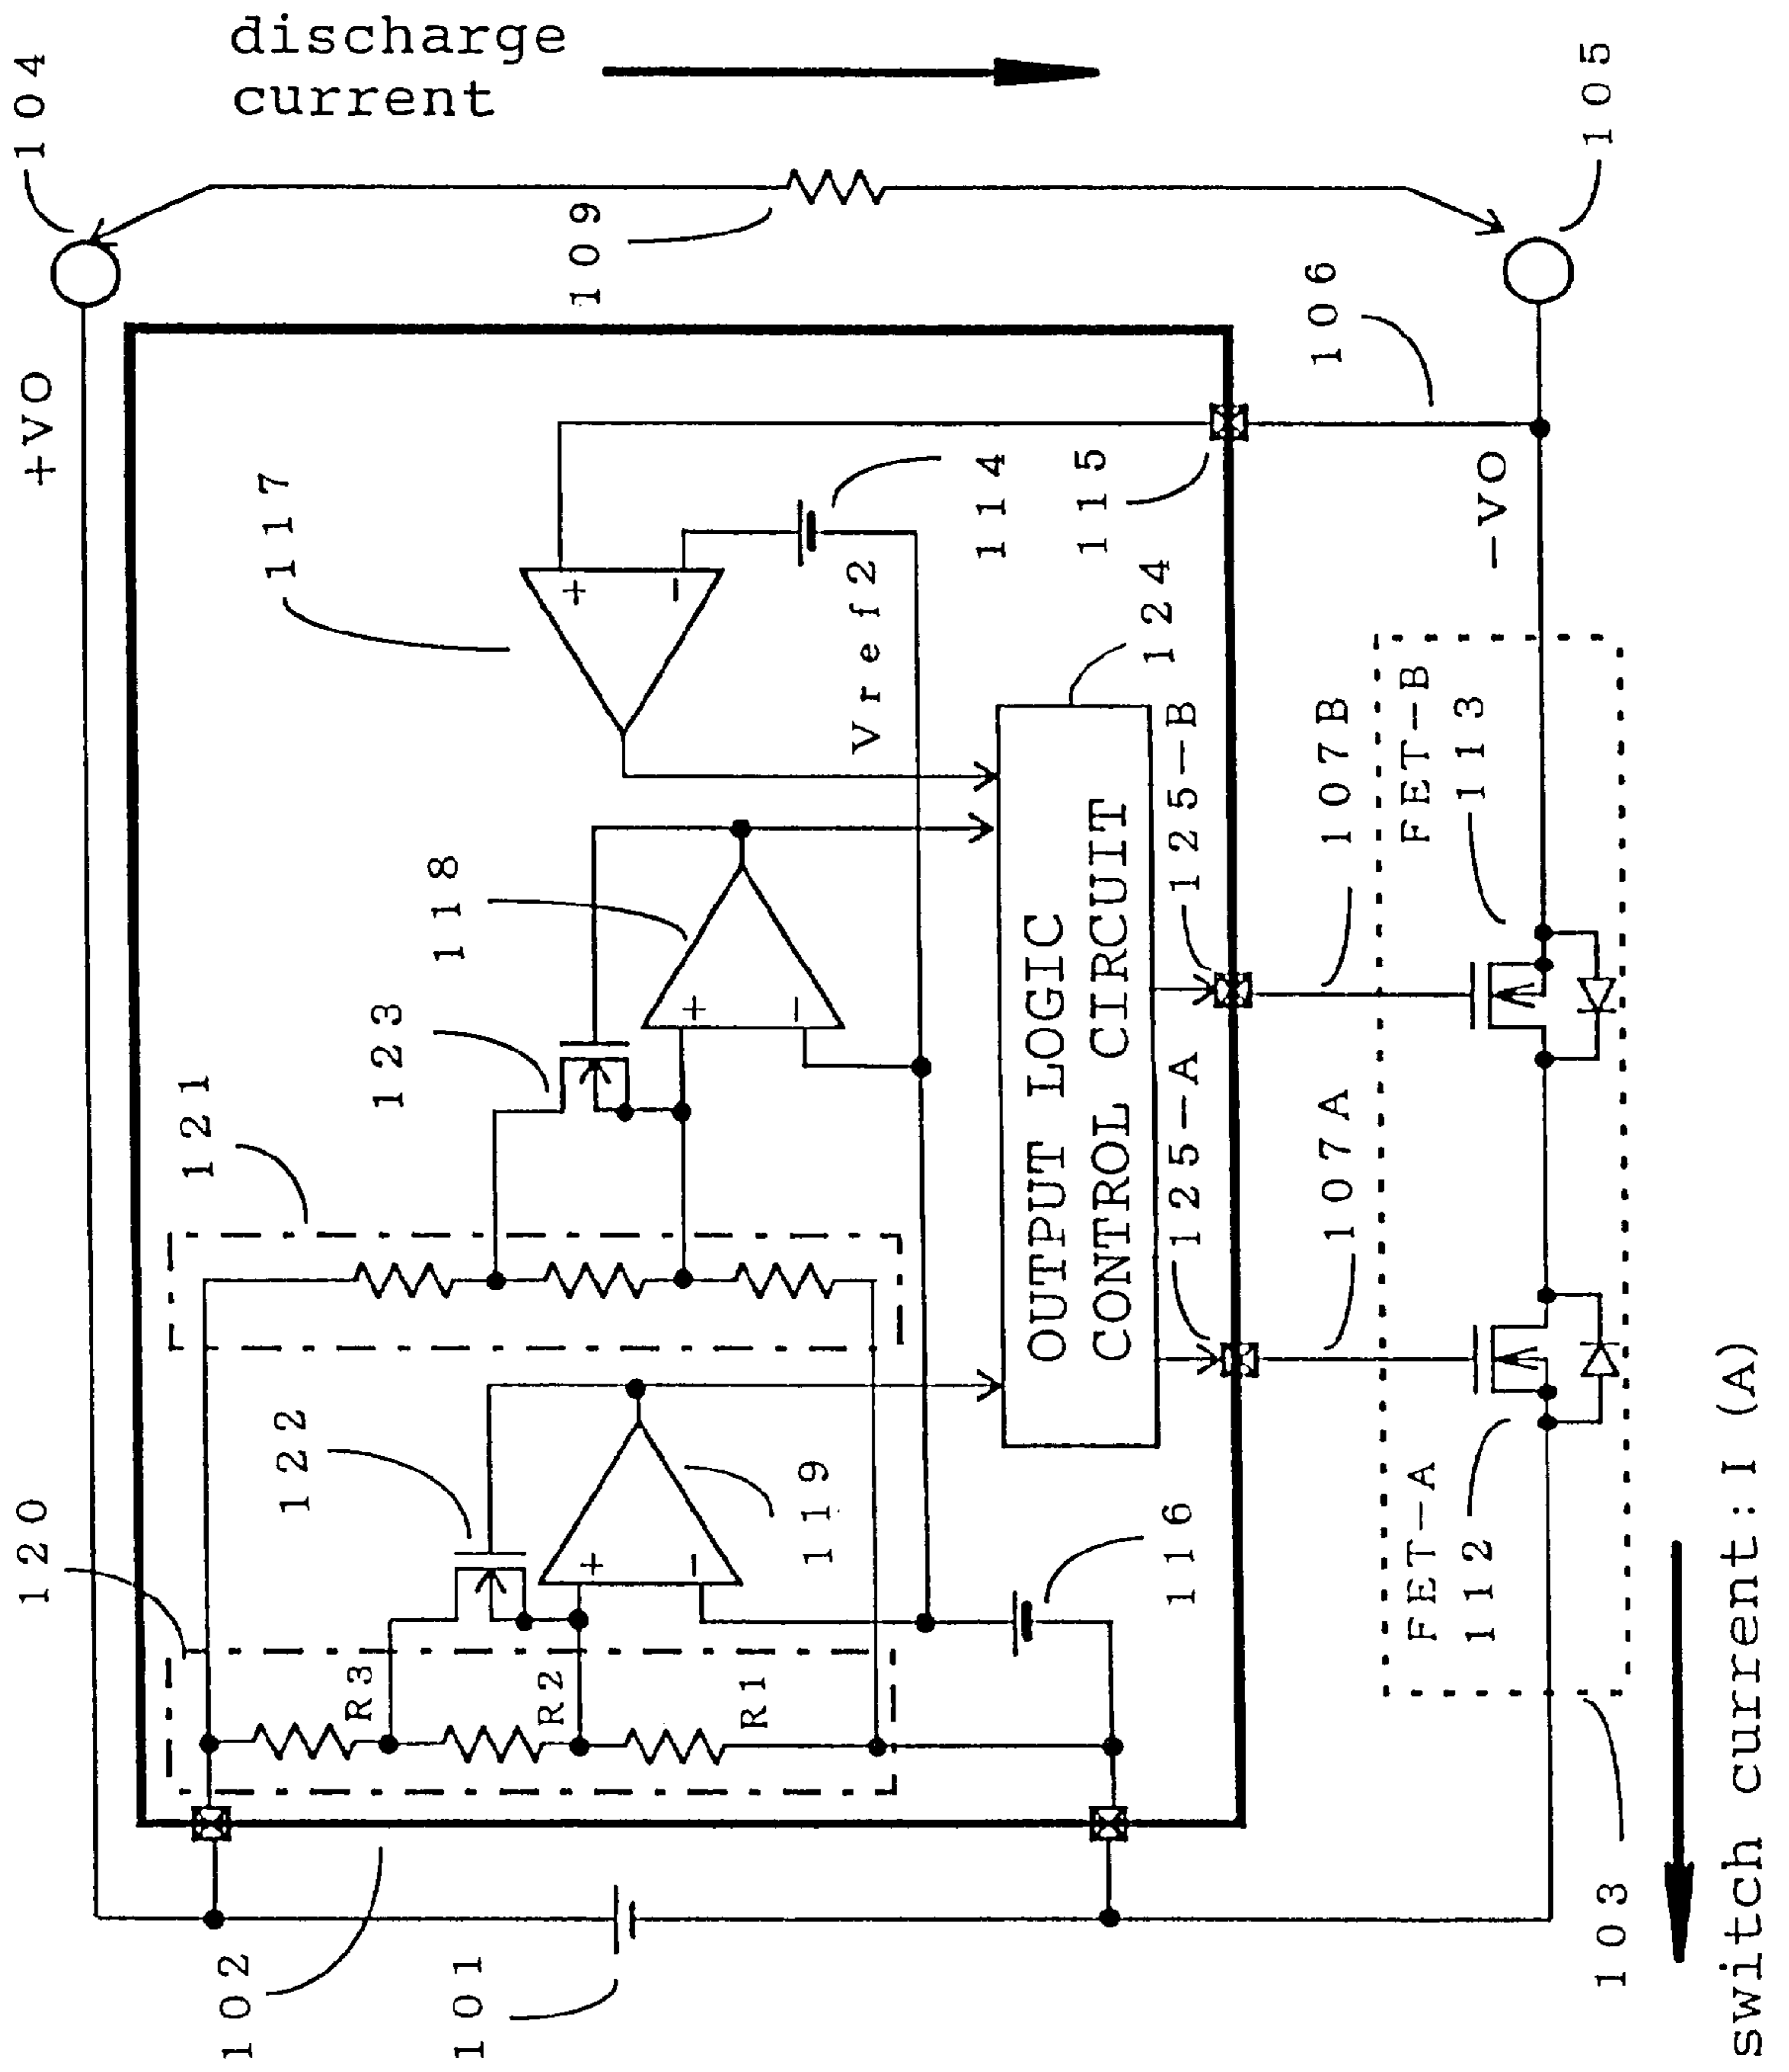 discharge
current
104
+VO
109
105
106
117
114
115
-VO
+
-
Vref2
124
118
125-B
107B
FET-B
113
123
+
-
OUTPUT LOGIC
CONTROL CIRCUIT
121
125-A
107A
122
119
+
-
116
FET-A
112
120
R3
R2
R1
103
102
101
switch current:I (A)